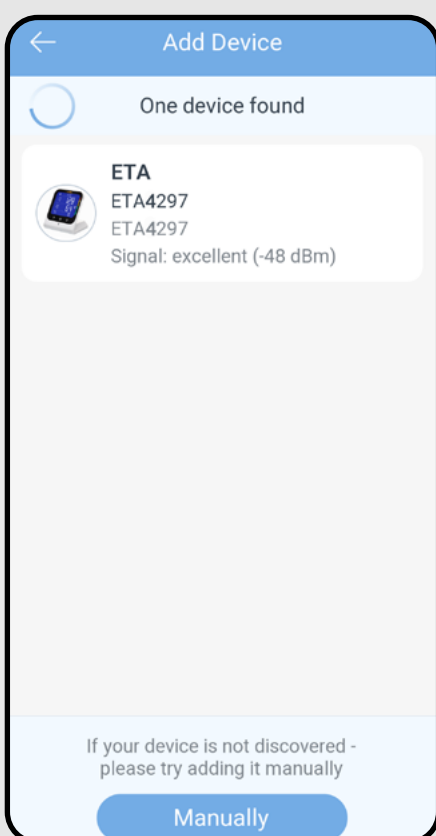 Add Device
One device found
ETA
ETA4297
ETA4297
Signal: excellent (-48 dBm)
If your device is not discovered -
please try adding it manually
Manually